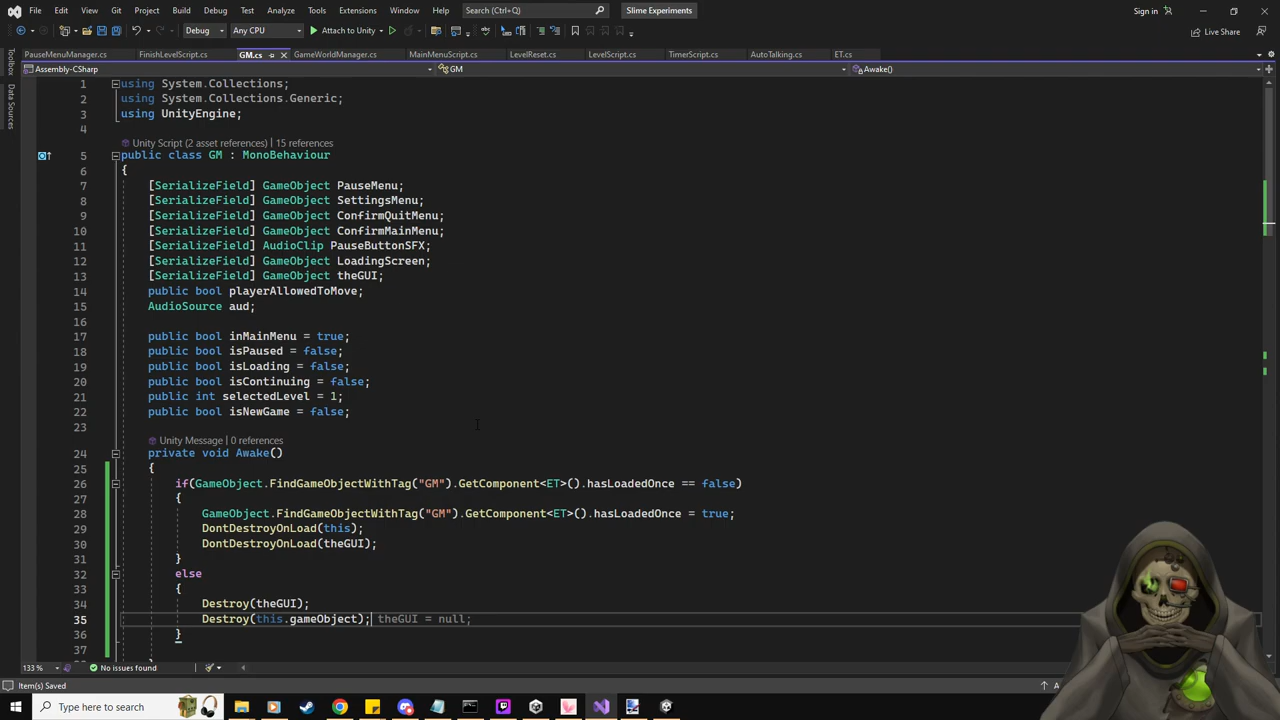 File Edit View Git Project Build Debug Test Analyze Tools Extensions Window Help Search (Ctrl+Q) Slime Experiments Sign in
Debug Any CPU Attach to Unity Live Share
PauseMenuManager.cs FinishLevelScript.cs GM.cs GameWorldManager.cs MainMenuScript.cs LevelReset.cs LevelScript.cs TimerScript.cs AutoTalking.cs ET.cs
Toolbox
Data Sources
Assembly-CSharp GM Awake()
1 using System.Collections;
2 using System.Collections.Generic;
3 using UnityEngine;
4
Unity Script (2 asset references) | 15 references
5 public class GM : MonoBehaviour
6 {
7 [SerializeField] GameObject PauseMenu;
8 [SerializeField] GameObject SettingsMenu;
9 [SerializeField] GameObject ConfirmQuitMenu;
10 [SerializeField] GameObject ConfirmMainMenu;
11 [SerializeField] AudioClip PauseButtonSFX;
12 [SerializeField] GameObject LoadingScreen;
13 [SerializeField] GameObject theGUI;
14 public bool playerAllowedToMove;
15 AudioSource aud;
16
17 public bool inMainMenu = true;
18 public bool isPaused = false;
19 public bool isLoading = false;
20 public bool isContinuing = false;
21 public int selectedLevel = 1;
22 public bool isNewGame = false;
23
Unity Message | 0 references
24 private void Awake()
25 {
26 if(GameObject.FindGameObjectWithTag("GM").GetComponent<ET>().hasLoadedOnce == false)
27 {
28 GameObject.FindGameObjectWithTag("GM").GetComponent<ET>().hasLoadedOnce = true;
29 DontDestroyOnLoad(this);
30 DontDestroyOnLoad(theGUI);
31 }
32 else
33 {
34 Destroy(theGUI);
35 Destroy(this.gameObject); theGUI = null;
36 }
37
133 % No issues found
Item(s) Saved
Type here to search